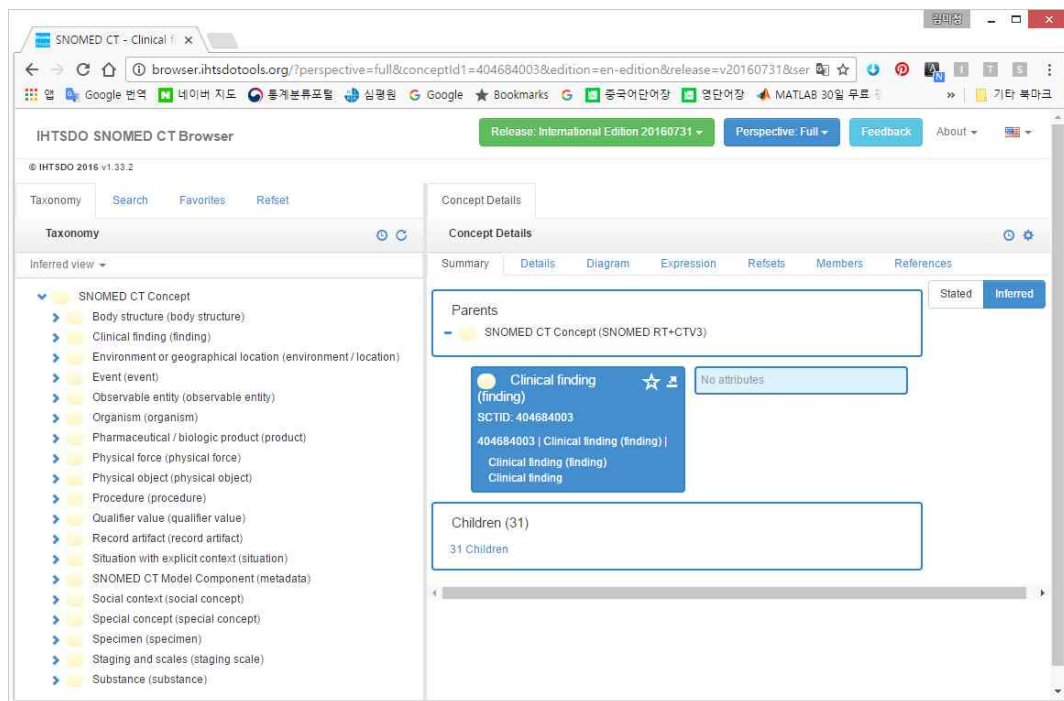 김미정
SNOMED CT - Clinical fi
browser.ihtsdotools.org/?perspective=full&conceptId1=404684003&edition=en-edition&release=v20160731&ser
앱 Google 번역 네이버 지도 통계분류포털 심평원 Google Bookmarks 중국어단어장 영단어장 MATLAB 30일 무료 » 기타 북마크
IHTSDO SNOMED CT Browser
Release: International Edition 20160731
Perspective: Full
Feedback
About
© IHTSDO 2016 v1.33.2
Taxonomy Search Favorites Refset
Taxonomy
Inferred view
SNOMED CT Concept
Body structure (body structure)
Clinical finding (finding)
Environment or geographical location (environment / location)
Event (event)
Observable entity (observable entity)
Organism (organism)
Pharmaceutical / biologic product (product)
Physical force (physical force)
Physical object (physical object)
Procedure (procedure)
Qualifier value (qualifier value)
Record artifact (record artifact)
Situation with explicit context (situation)
SNOMED CT Model Component (metadata)
Social context (social concept)
Special concept (special concept)
Specimen (specimen)
Staging and scales (staging scale)
Substance (substance)
Concept Details
Concept Details
Summary Details Diagram Expression Refsets Members References
Stated Inferred
Parents
SNOMED CT Concept (SNOMED RT+CTV3)
Clinical finding
(finding)
SCTID: 404684003
404684003 | Clinical finding (finding) |
Clinical finding (finding)
Clinical finding
No attributes
Children (31)
31 Children